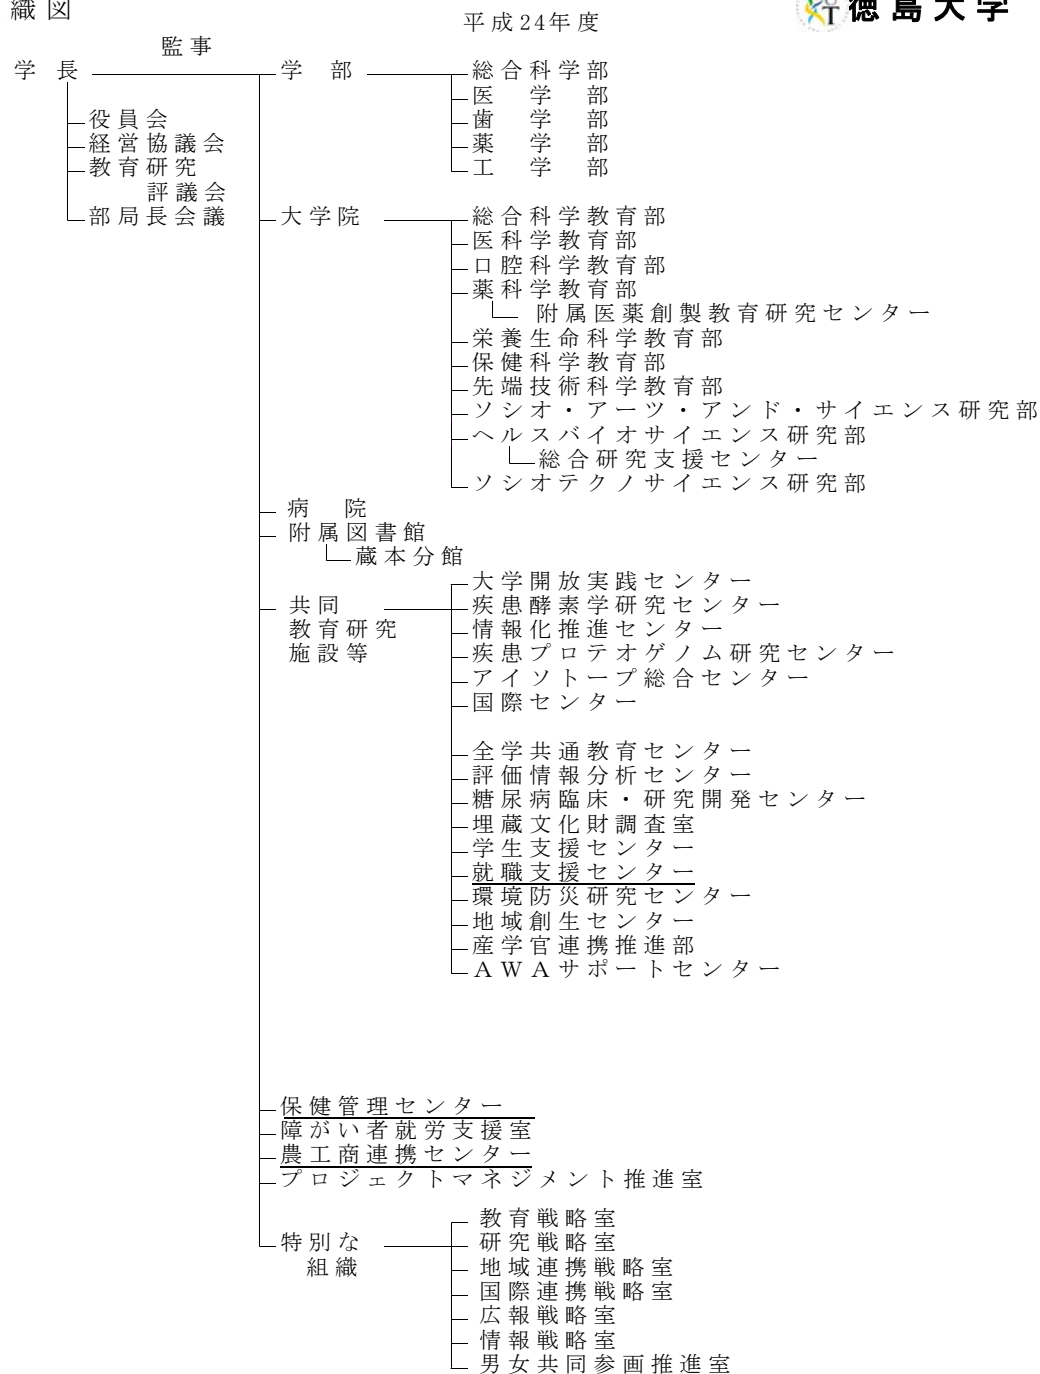 織図
徳島大学
平成24年度
監事
学長
役員会
経営協議会
教育研究
評議会
部局長会議
学部
総合科学部
医学部
歯学部
薬学部
工学部
大学院
総合科学教育部
医科学教育部
口腔科学教育部
薬科学教育部
附属医薬創製教育研究センター
栄養生命科学教育部
保健科学教育部
先端技術科学教育部
ソシオ・アーツ・アンド・サイエンス研究部
ヘルスバイオサイエンス研究部
総合研究支援センター
ソシオテクノサイエンス研究部
病院
附属図書館
蔵本分館
共同
教育研究
施設等
大学開放実践センター
疾患酵素学研究センター
情報化推進センター
疾患プロテオゲノム研究センター
アイソトープ総合センター
国際センター
全学共通教育センター
評価情報分析センター
糖尿病臨床・研究開発センター
埋蔵文化財調査室
学生支援センター
就職支援センター
環境防災研究センター
地域創生センター
産学官連携推進部
AWAサポートセンター
保健管理センター
障がい者就労支援室
農工商連携センター
プロジェクトマネジメント推進室
特別な
組織
教育戦略室
研究戦略室
地域連携戦略室
国際連携戦略室
広報戦略室
情報戦略室
男女共同参画推進室